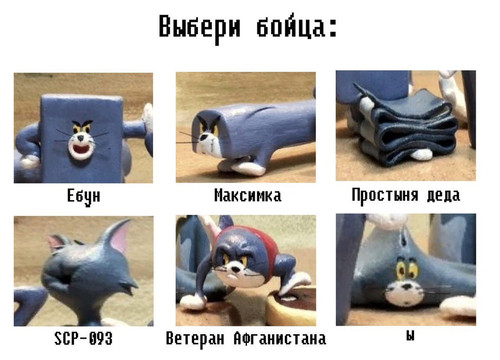 Выбери бойца:
Ебун
Максимка
Простыня деда
SCP-093
Ветеран Афганистана
Ы